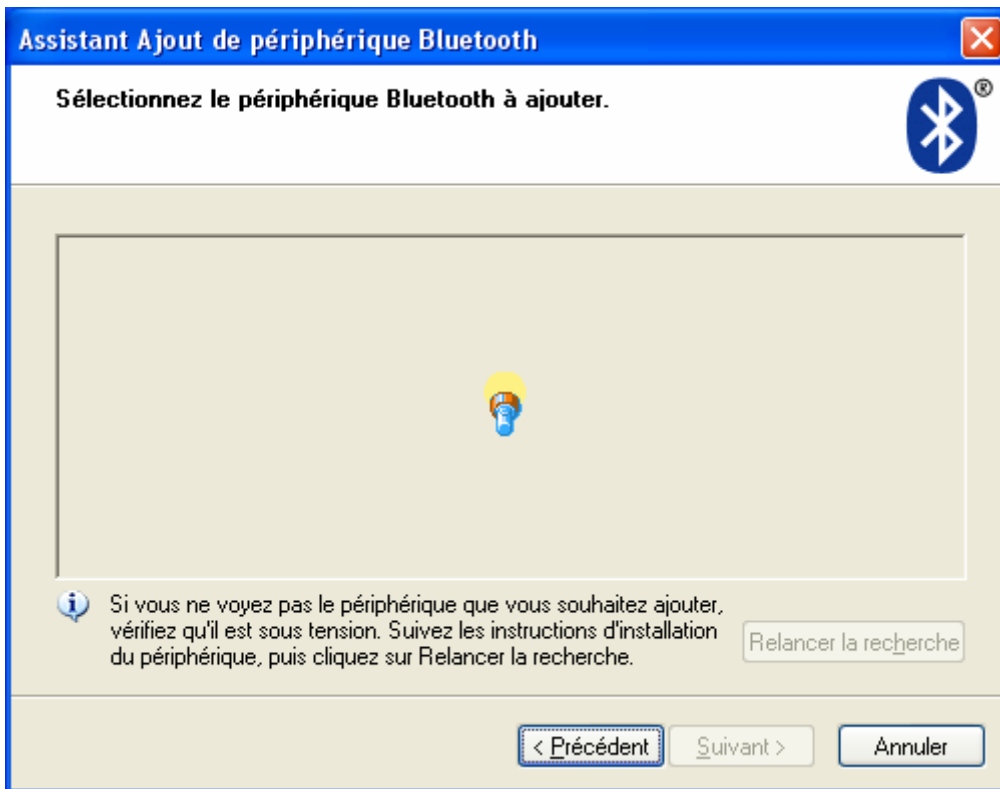 Assistant Ajout de périphérique Bluetooth
Sélectionnez le périphérique Bluetooth à ajouter.
®
Si vous ne voyez pas le périphérique que vous souhaitez ajouter,
vérifiez qu'il est sous tension. Suivez les instructions d'installation
du périphérique, puis cliquez sur Relancer la recherche.
Relancer la recherche
< Précédent
Suivant >
Annuler